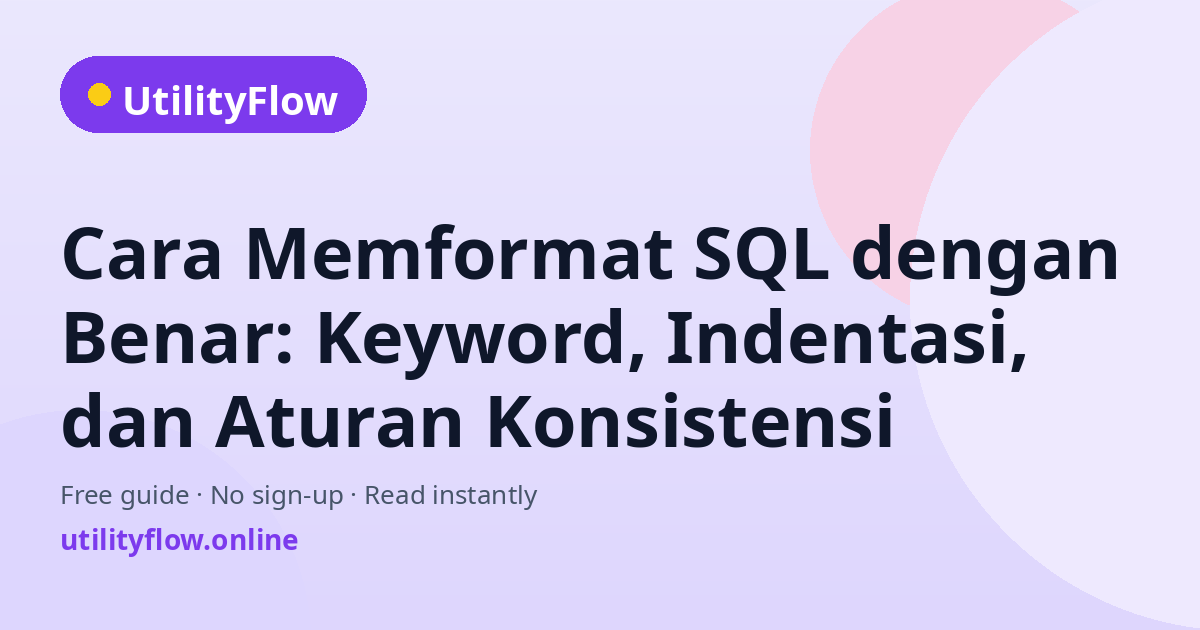 UtilityFlow
Cara Memformat SQL dengan
Benar: Keyword, Indentasi,
dan Aturan Konsistensi
Free guide · No sign-up · Read instantly
utilityflow.online